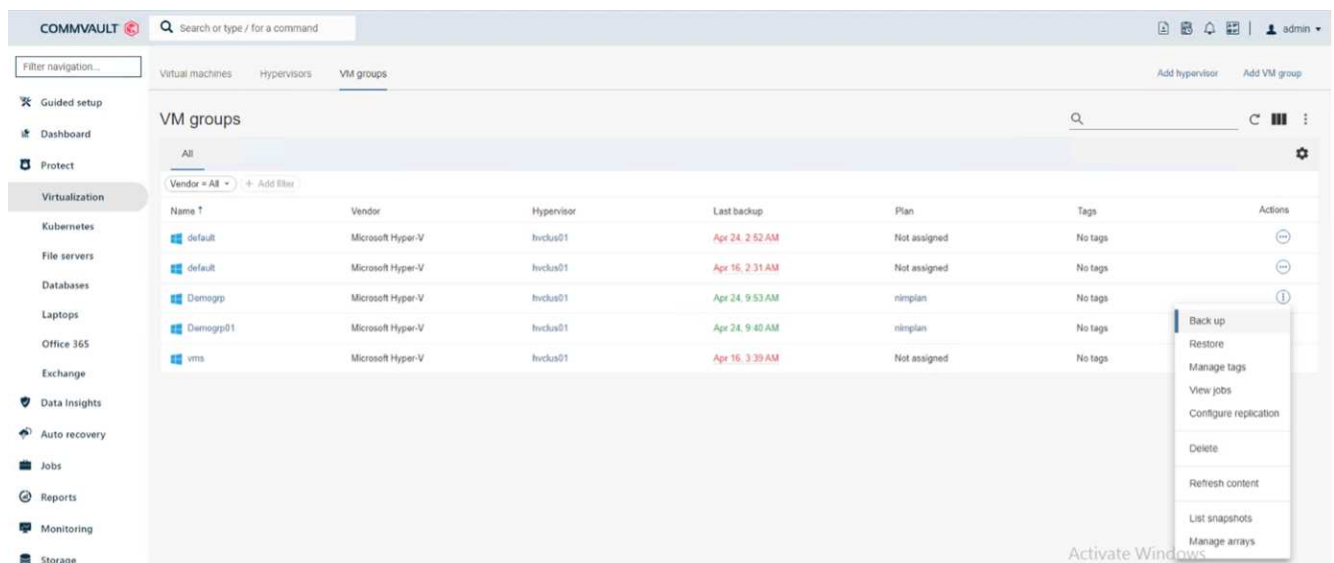 COMMVAULT
Search or type / for a command
admin
Filter navigation...
Virtual machines Hypervisors VM groups
Add hypervisor Add VM group
Guided setup
Dashboard
Protect
Virtualization
Kubernetes
File servers
Databases
Laptops
Office 365
Exchange
Data Insights
Auto recovery
Jobs
Reports
Monitoring
Storage
VM groups
All
Vendor = All + Add filter
Name ↑ Vendor Hypervisor Last backup Plan Tags Actions
default Microsoft Hyper-V hvclus01 Apr 24, 2:52 AM Not assigned No tags
default Microsoft Hyper-V hvclus01 Apr 16, 2:31 AM Not assigned No tags
Demogrp Microsoft Hyper-V hvclus01 Apr 24, 9:53 AM nimplan No tags
Demogrp01 Microsoft Hyper-V hvclus01 Apr 24, 9:40 AM nimplan No tags
vms Microsoft Hyper-V hvclus01 Apr 16, 3:39 AM Not assigned No tags
Back up
Restore
Manage tags
View jobs
Configure replication
Delete
Refresh content
List snapshots
Manage arrays
Activate Windows